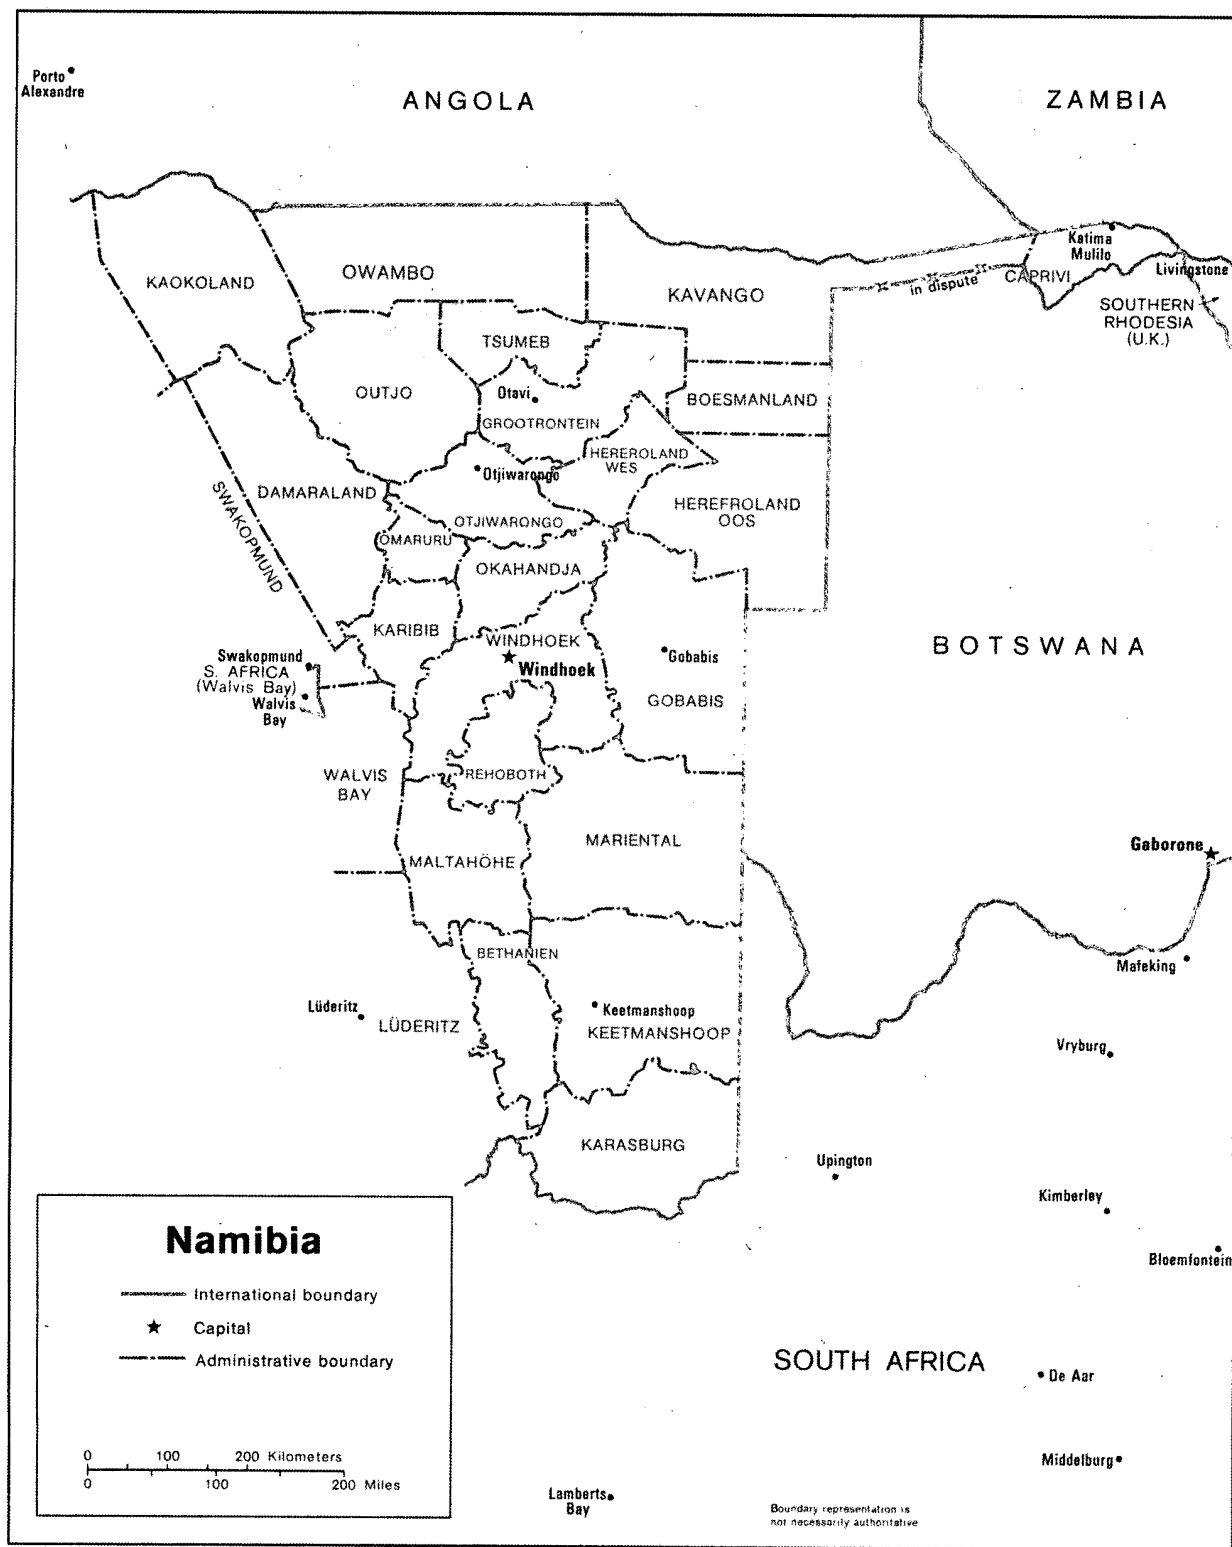 Porto
Alexandre
ANGOLA
ZAMBIA
KAOKOLAND
OWAMBO
KAVANGO
Katima
Mulilo
CAPRIVI
Livingstone
in dispute
SOUTHERN
RHODESIA
(U.K.)
TSUMEB
OUTJO
Otavi
GROOTRONTEIN
BOESMANLAND
HEREROLAND
WES
Otjiwarongo
DAMARALAND
SWAKOPMUND
HEREFROLAND
OOS
OTJIWARONGO
OMARURU
OKAHANDJA
KARIBIB
WINDHOEK
Windhoek
Gobabis
GOBABIS
BOTSWANA
Swakopmund
S. AFRICA
(Walvis Bay)
Walvis
Bay
WALVIS
BAY
REHOBOTH
MALTAHÖHE
MARIENTAL
Gaborone
BETHANIEN
Mafeking
Lüderitz
LÜDERITZ
Keetmanshoop
KEETMANSHOOP
Vryburg
KARASBURG
Upington
Kimberley
Bloemfontein
Namibia
International boundary
Capital
Administrative boundary
0 100 200 Kilometers
0 100 200 Miles
SOUTH AFRICA
De Aar
Middelburg
Lamberts
Bay
Boundary representation is
not necessarily authoritative